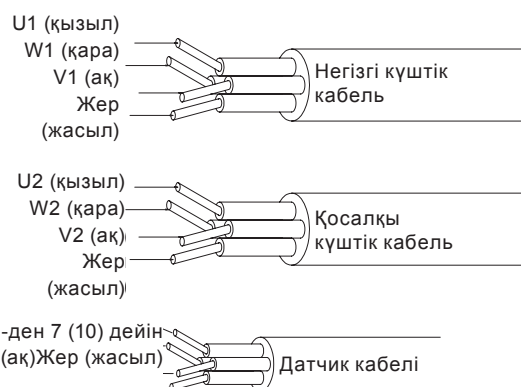 U1 (қызыл)
W1 (қара)
V1 (ақ)
Жер
(жасыл)
Негізгі күштік
кабель
U2 (қызыл)
W2 (қара)
V2 (ақ)
Жер
(жасыл)
Қосалқы
күштік кабель
-ден 7 (10) дейін
(ақ)Жер (жасыл)
Датчик кабелі